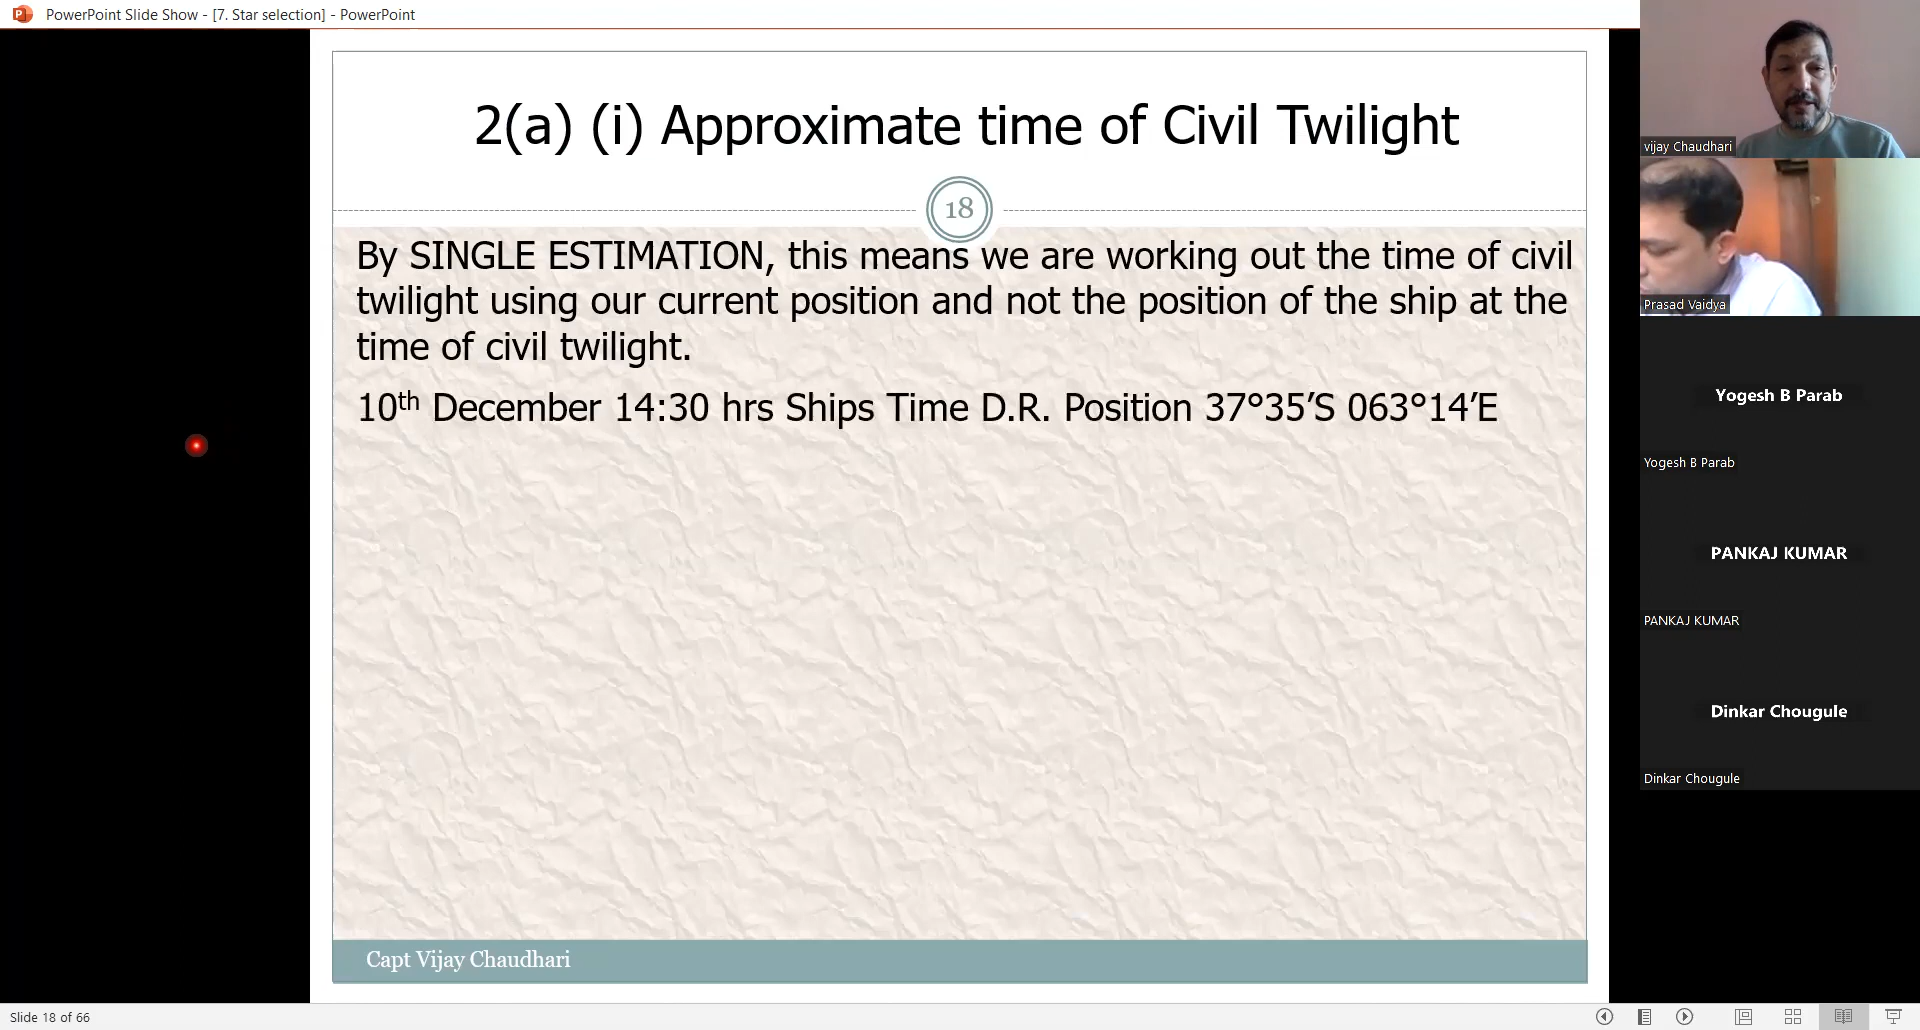 PowerPoint Slide Show - [7. Star selection] - PowerPoint
2(a) (i) Approximate time of Civil Twilight
18
By SINGLE ESTIMATION, this means we are working out the time of civil
twilight using our current position and not the position of the ship at the
time of civil twilight.
10th December 14:30 hrs Ships Time D.R. Position 37°35’S 063°14’E
Capt Vijay Chaudhari
Slide 18 of 66
vijay Chaudhari
Prasad Vaidya
Yogesh B Parab
Yogesh B Parab
PANKAJ KUMAR
PANKAJ KUMAR
Dinkar Chougule
Dinkar Chougule